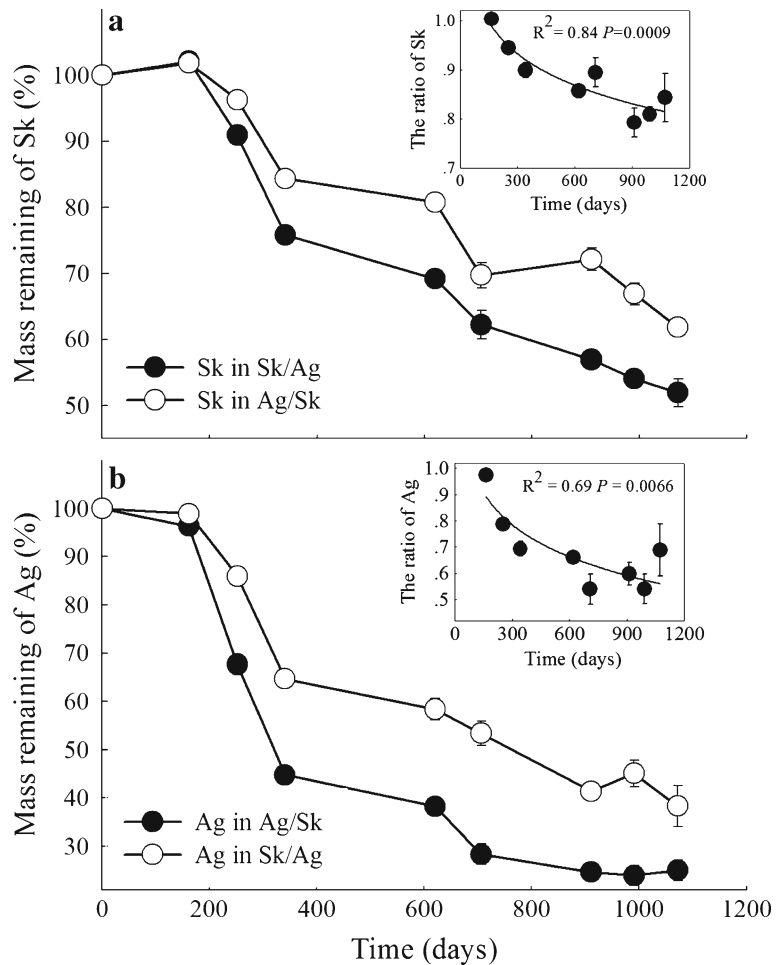 a
Mass remaining of Sk (%)
100
90
80
70
60
50
Sk in Sk/Ag
Sk in Ag/Sk
R2 = 0.84 P=0.0009
The ratio of Sk
1.0
.9
.8
.7
0 300 600 900 1200
Time (days)
b
Mass remaining of Ag (%)
100
90
80
70
60
50
40
30
Ag in Ag/Sk
Ag in Sk/Ag
R2 = 0.69 P = 0.0066
The ratio of Ag
1.0
.9
.8
.7
.6
.5
0 300 600 900 1200
Time (days)
0 200 400 600 800 1000 1200
Time (days)